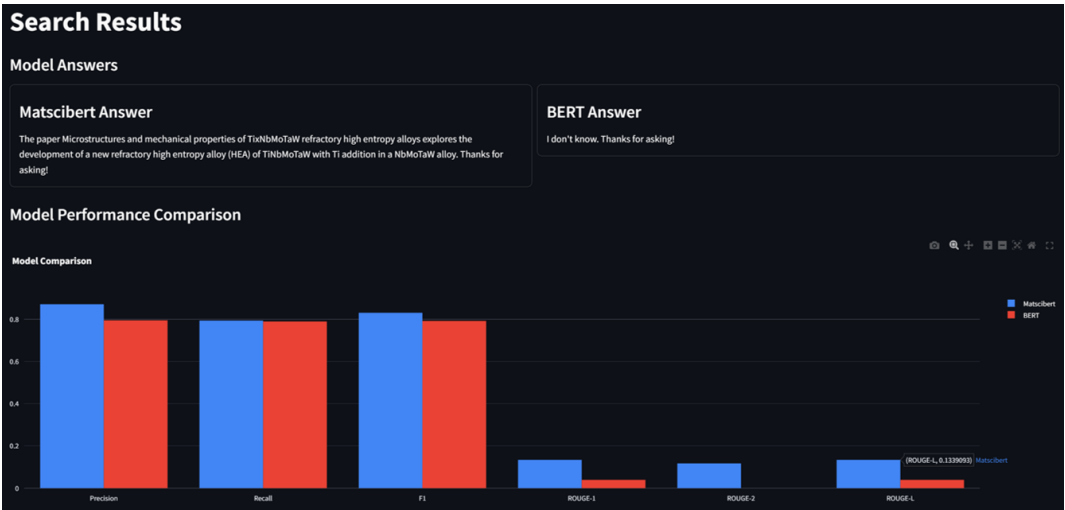 Search Results
Model Answers
Matscibert Answer
The paper Microstructures and mechanical properties of TixNbMoTaW refractory high entropy alloys explores the
development of a new refractory high entropy alloy (HEA) of TiNbMoTaW with Ti addition in a NbMoTaW alloy. Thanks for
asking!
BERT Answer
I don't know. Thanks for asking!
Model Performance Comparison
Model Comparison
Matscibert
BERT
0.8
0.6
0.4
0.2
0
(ROUGE-L, 0.1339093) Matscibert
Precision
Recall
F1
ROUGE-1
ROUGE-2
ROUGE-L